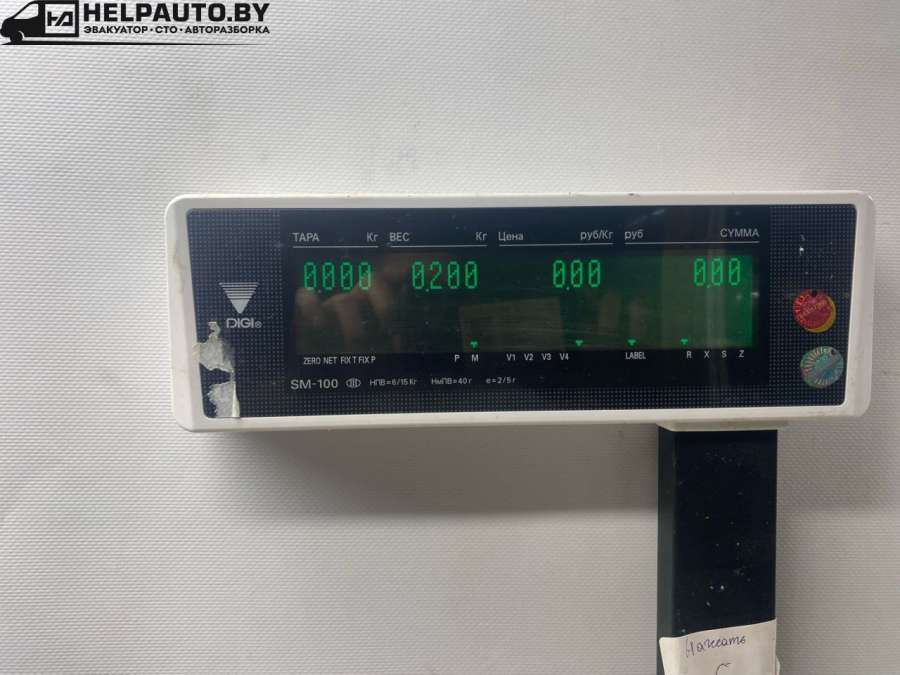 HELPAUTO.BY
ЭВАКУАТОР · СТО · АВТОРАЗБОРКА
ТАРА Кг ВЕС Кг Цена руб/Кг руб СУММА
0.000 0.200 0.00 0.00
DIGI®
ZERO NET FIX T FIX P P M V1 V2 V3 V4 LABEL R X S Z
SM-100 НПВ=6/15 Кг НмПВ=40 г e=2/5 г
Нажать
С